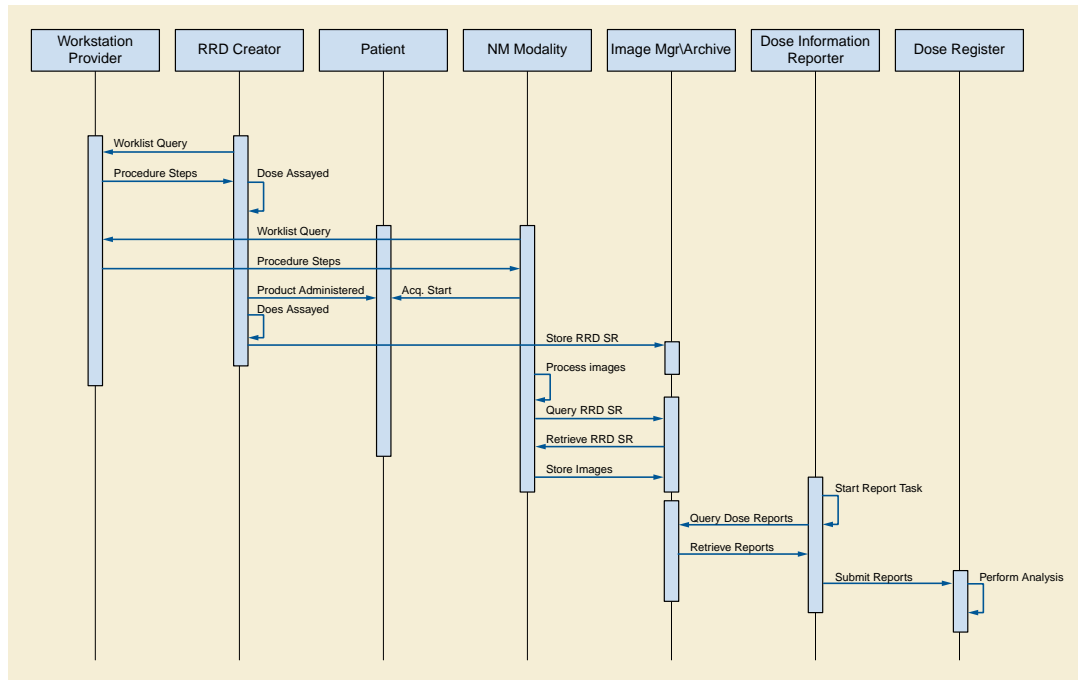 Workstation
Provider
RRD Creator
Patient
NM Modality
Image Mgr\Archive
Dose Information
Reporter
Dose Register
Worklist Query
Procedure Steps
Dose Assayed
Worklist Query
Procedure Steps
Product Administered
Acq. Start
Does Assayed
Store RRD SR
Process images
Query RRD SR
Retrieve RRD SR
Store Images
Start Report Task
Query Dose Reports
Retrieve Reports
Submit Reports
Perform Analysis